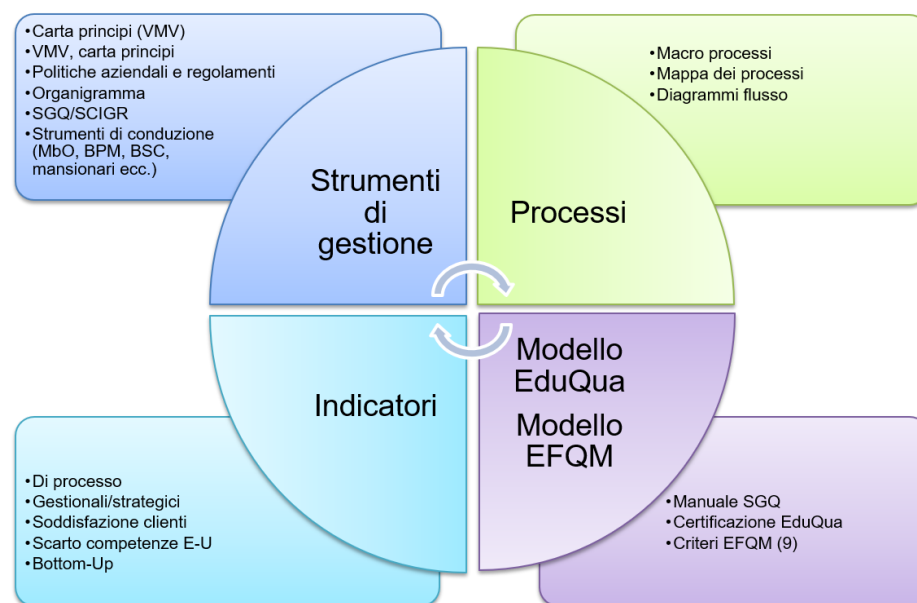 •Carta principi (VMV)
•VMV, carta principi
•Politiche aziendali e regolamenti
•Organigramma
•SGQ/SCIGR
•Strumenti di conduzione
(MbO, BPM, BSC,
mansionari ecc.)
Strumenti
di
gestione
•Macro processi
•Mappa dei processi
•Diagrammi flusso
Processi
Indicatori
•Di processo
•Gestionali/strategici
•Soddisfazione clienti
•Scarto competenze E-U
•Bottom-Up
Modello
EduQua
Modello
EFQM
•Manuale SGQ
•Certificazione EduQua
•Criteri EFQM (9)